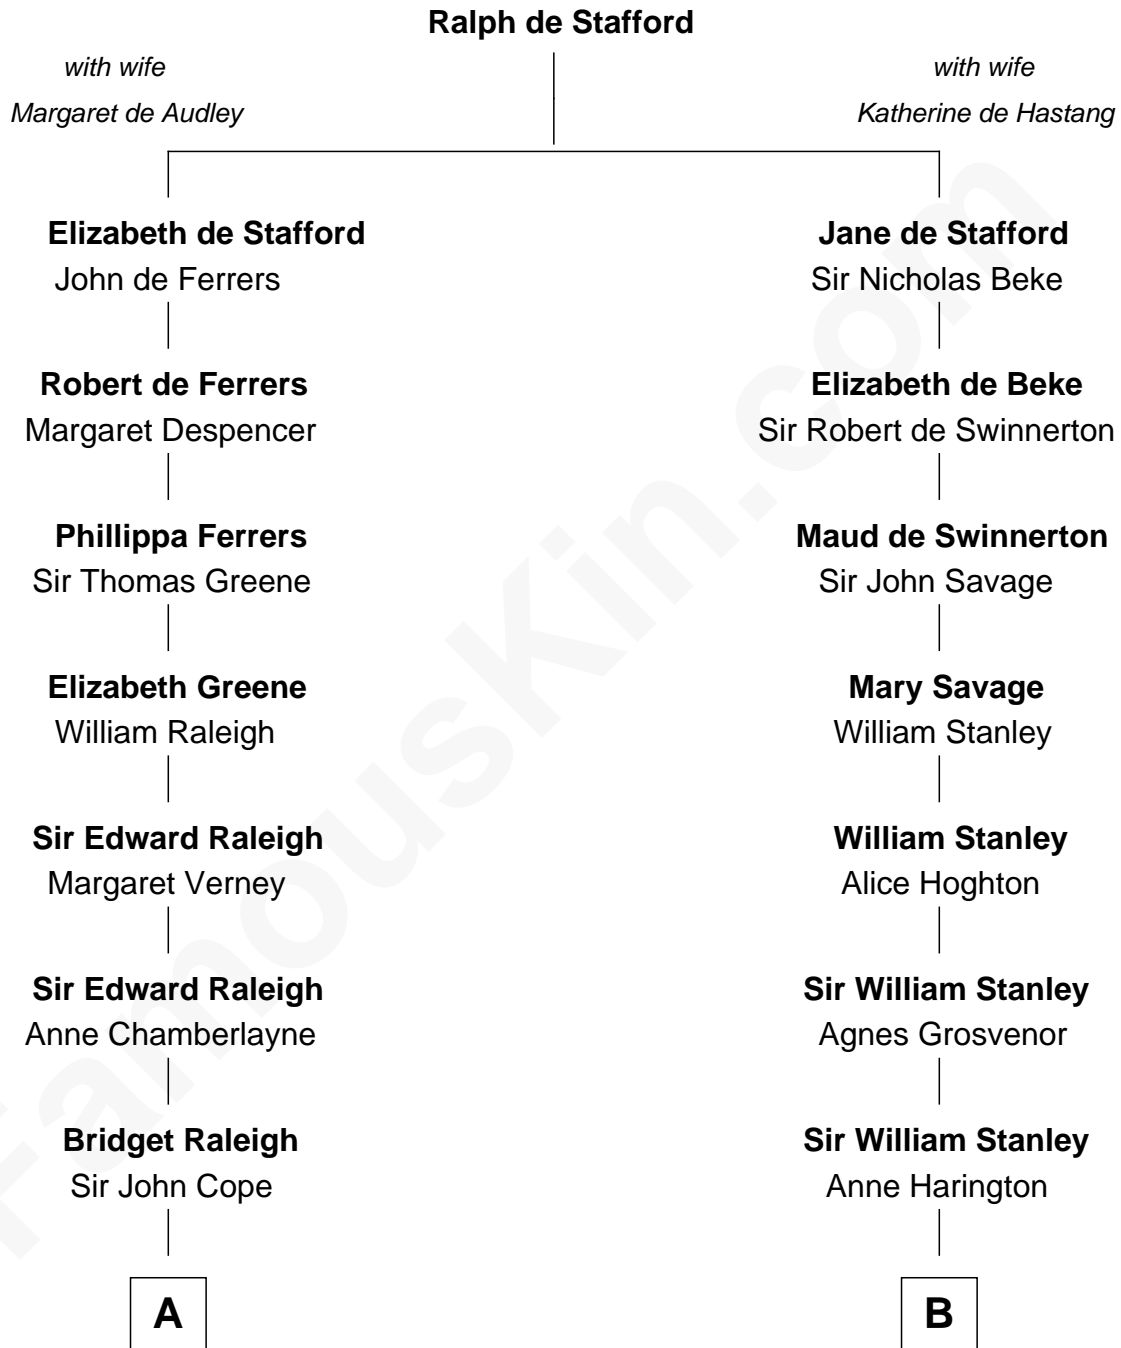 Ralph de Stafford
with wife
Margaret de Audley
with wife
Katherine de Hastang
Elizabeth de Stafford
John de Ferrers
Jane de Stafford
Sir Nicholas Beke
Robert de Ferrers
Margaret Despencer
Elizabeth de Beke
Sir Robert de Swinnerton
Phillippa Ferrers
Sir Thomas Greene
Maud de Swinnerton
Sir John Savage
Elizabeth Greene
William Raleigh
Mary Savage
William Stanley
Sir Edward Raleigh
Margaret Verney
William Stanley
Alice Hoghton
Sir Edward Raleigh
Anne Chamberlayne
Sir William Stanley
Agnes Grosvenor
Bridget Raleigh
Sir John Cope
Sir William Stanley
Anne Harington
A
B
FamousKin.com